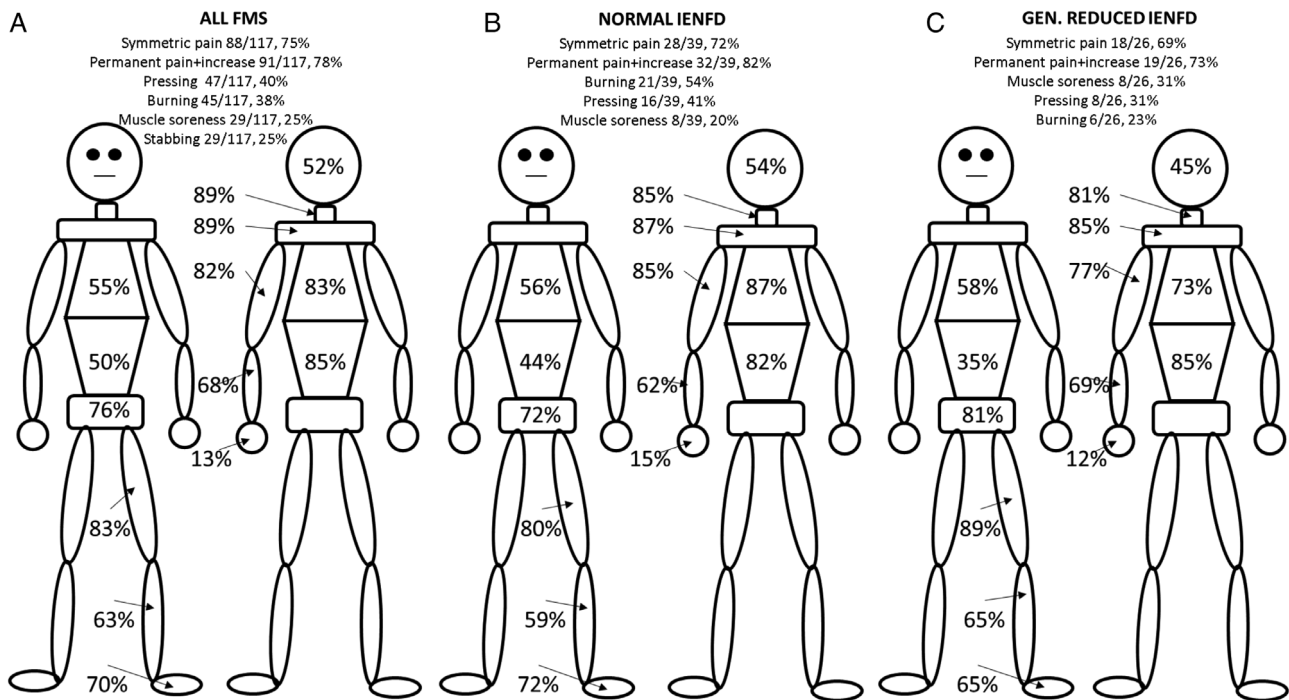 A
ALL FMS
Symmetric pain 88/117, 75%
Permanent pain+increase 91/117, 78%
Pressing 47/117, 40%
Burning 45/117, 38%
Muscle soreness 29/117, 25%
Stabbing 29/117, 25%
52%
89%
89%
82%
55%
83%
50%
85%
68%
76%
13%
83%
63%
70%
B
NORMAL IENFD
Symmetric pain 28/39, 72%
Permanent pain+increase 32/39, 82%
Burning 21/39, 54%
Pressing 16/39, 41%
Muscle soreness 8/39, 20%
54%
85%
87%
85%
56%
87%
44%
82%
62%
72%
15%
80%
59%
72%
C
GEN. REDUCED IENFD
Symmetric pain 18/26, 69%
Permanent pain+increase 19/26, 73%
Muscle soreness 8/26, 31%
Pressing 8/26, 31%
Burning 6/26, 23%
45%
81%
85%
77%
58%
73%
35%
85%
69%
81%
12%
89%
65%
65%